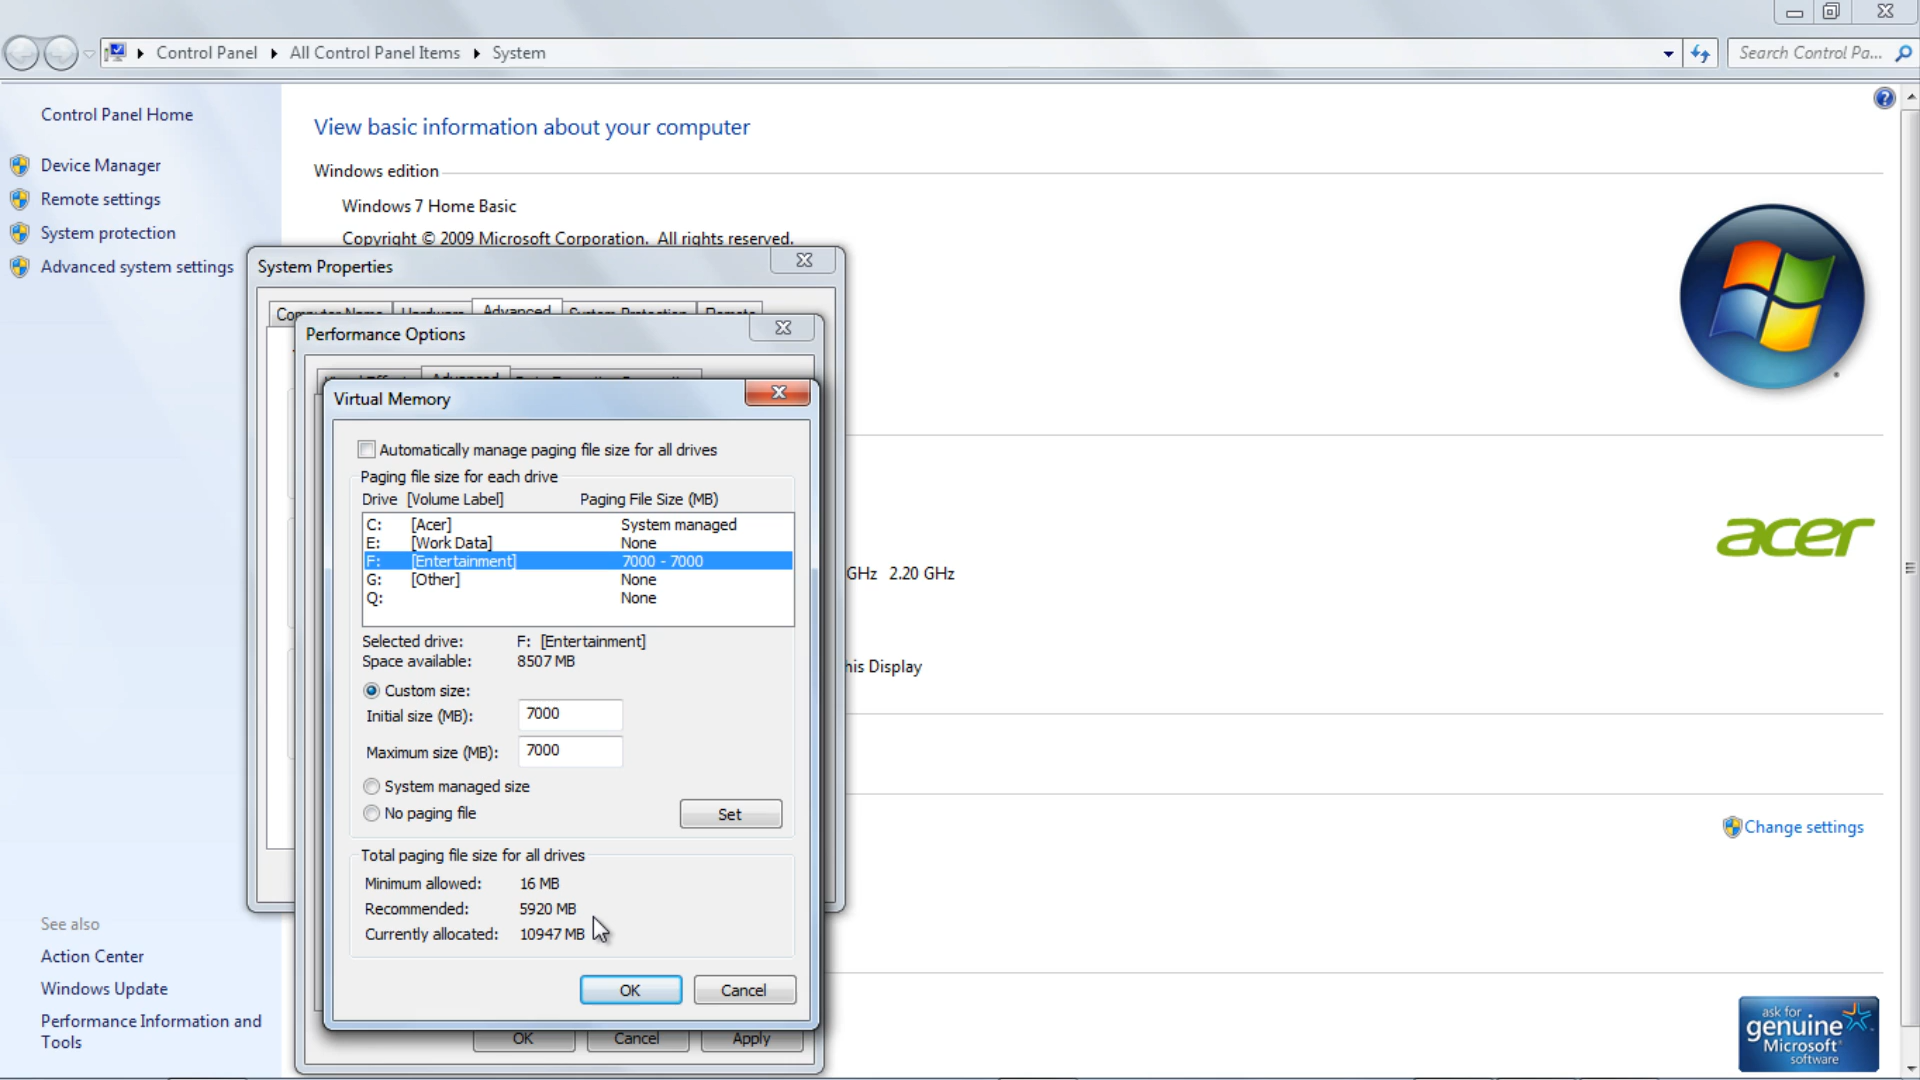 Control Panel
All Control Panel Items
System
Search Control Pa...
Control Panel Home
Device Manager
Remote settings
System protection
Advanced system settings
View basic information about your computer
Windows edition
Windows 7 Home Basic
Copyright © 2009 Microsoft Corporation. All rights reserved.
System Properties
Computer Name
Hardware
Advanced
System Protection
Remote
Performance Options
Advanced
Virtual Memory
Automatically manage paging file size for all drives
Paging file size for each drive
Drive [Volume Label] Paging File Size (MB)
C: [Acer] System managed
E: [Work Data] None
F: [Entertainment] 7000 - 7000
G: [Other] None
Q: None
Selected drive: F: [Entertainment]
Space available: 8507 MB
Custom size:
Initial size (MB): 7000
Maximum size (MB): 7000
System managed size
No paging file
Set
Total paging file size for all drives
Minimum allowed: 16 MB
Recommended: 5920 MB
Currently allocated: 10947 MB
OK Cancel
OK Cancel Apply
acer
GHz 2.20 GHz
his Display
Change settings
See also
Action Center
Windows Update
Performance Information and
Tools
ask for
genuine
Microsoft
software